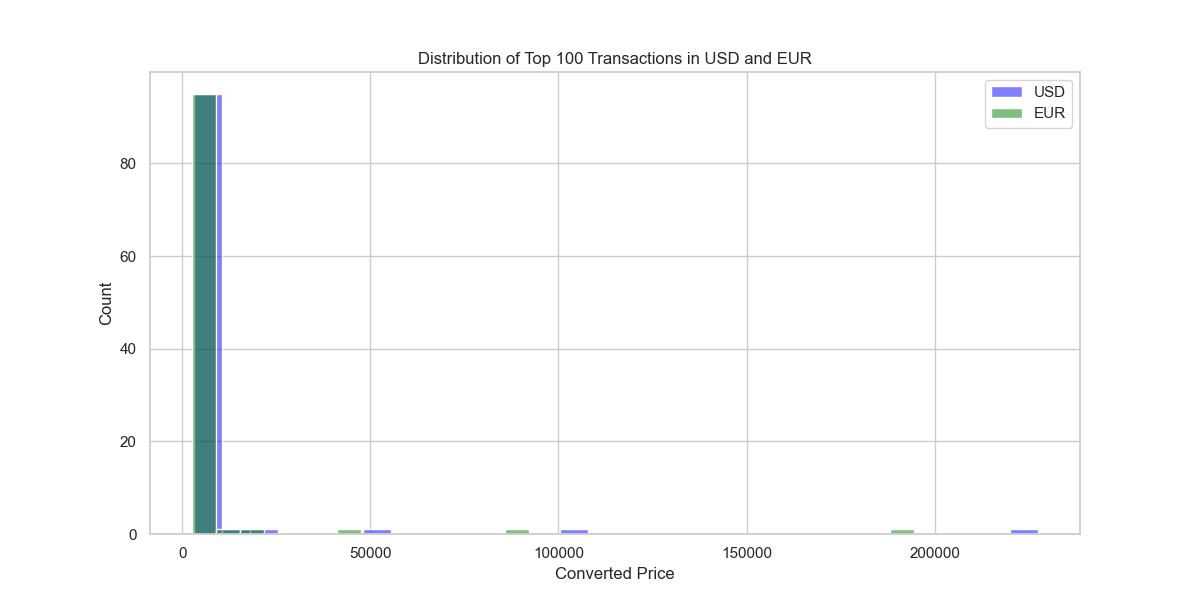 Distribution of Top 100 Transactions in USD and EUR
USD
EUR
Count
80
60
40
20
0
0 50000 100000 150000 200000
Converted Price